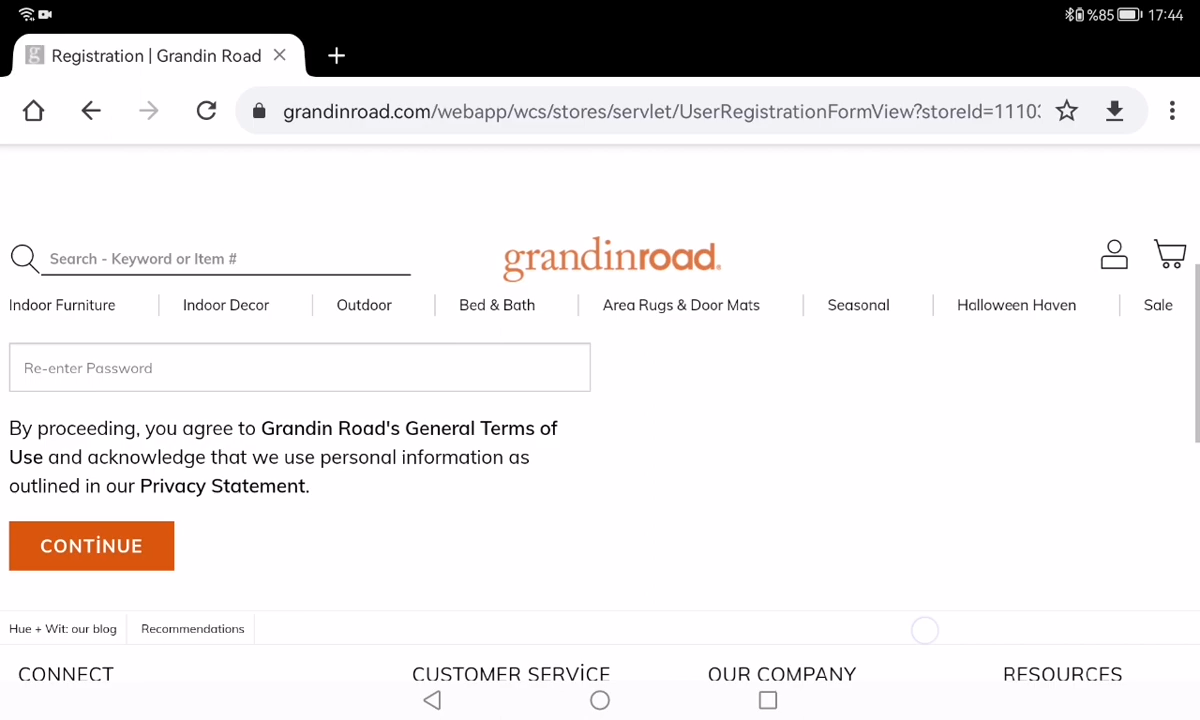 %85 17:44
g Registration | Grandin Road
grandinroad.com/webapp/wcs/stores/servlet/UserRegistrationFormView?storeId=1110
Search - Keyword or Item #
grandinroad.
Indoor Furniture Indoor Decor Outdoor Bed & Bath Area Rugs & Door Mats Seasonal Halloween Haven Sale
Re-enter Password
By proceeding, you agree to Grandin Road's General Terms of
Use and acknowledge that we use personal information as
outlined in our Privacy Statement.
CONTİNUE
Hue + Wit: our blog Recommendations
CONNECT CUSTOMER SERVİCE OUR COMPANY RESOURCES